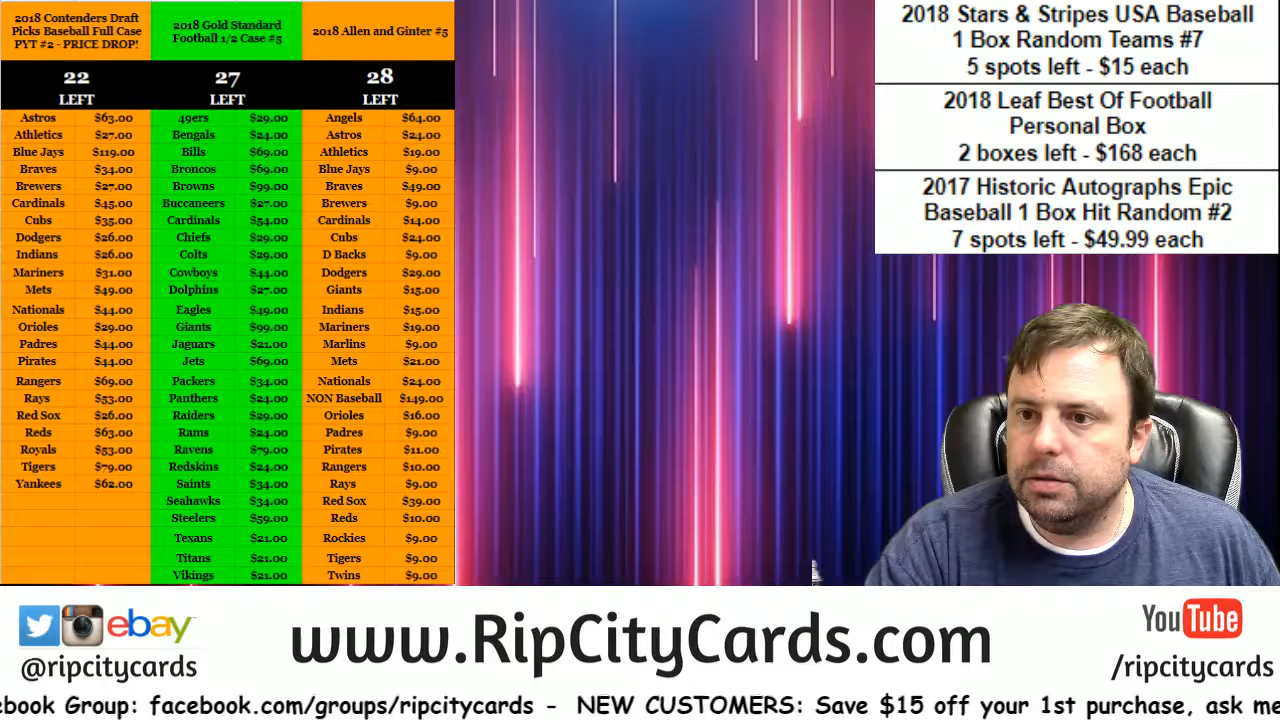 2018 Contenders Draft
Picks Baseball Full Case
PYT #2 - PRICE DROP!
22
LEFT
Astros $63.00
Athletics $27.00
Blue Jays $119.00
Braves $34.00
Brewers $27.00
Cardinals $45.00
Cubs $35.00
Dodgers $26.00
Indians $26.00
Mariners $31.00
Mets $49.00
Nationals $44.00
Orioles $29.00
Padres $44.00
Pirates $44.00
Rangers $69.00
Rays $53.00
Red Sox $26.00
Reds $63.00
Royals $53.00
Tigers $79.00
Yankees $62.00
2018 Gold Standard
Football 1/2 Case #5
27
LEFT
49ers $29.00
Bengals $24.00
Bills $69.00
Broncos $69.00
Browns $99.00
Buccaneers $27.00
Cardinals $54.00
Chiefs $29.00
Colts $29.00
Cowboys $44.00
Dolphins $27.00
Eagles $49.00
Giants $99.00
Jaguars $21.00
Jets $69.00
Packers $34.00
Panthers $24.00
Raiders $29.00
Rams $24.00
Ravens $79.00
Redskins $24.00
Saints $34.00
Seahawks $34.00
Steelers $59.00
Texans $21.00
Titans $21.00
Vikings $21.00
2018 Allen and Ginter #5
28
LEFT
Angels $64.00
Astros $24.00
Athletics $19.00
Blue Jays $9.00
Braves $49.00
Brewers $9.00
Cardinals $14.00
Cubs $24.00
D Backs $9.00
Dodgers $29.00
Giants $15.00
Indians $15.00
Mariners $19.00
Marlins $9.00
Mets $21.00
Nationals $24.00
NON Baseball $149.00
Orioles $16.00
Padres $9.00
Pirates $11.00
Rangers $10.00
Rays $9.00
Red Sox $39.00
Reds $10.00
Rockies $9.00
Tigers $9.00
Twins $9.00
2018 Stars & Stripes USA Baseball
1 Box Random Teams #7
5 spots left - $15 each
2018 Leaf Best Of Football
Personal Box
2 boxes left - $168 each
2017 Historic Autographs Epic
Baseball 1 Box Hit Random #2
7 spots left - $49.99 each
ebay
@ripcitycards
www.RipCityCards.com
YouTube
/ripcitycards
ebook Group: facebook.com/groups/ripcitycards - NEW CUSTOMERS: Save $15 off your 1st purchase, ask me